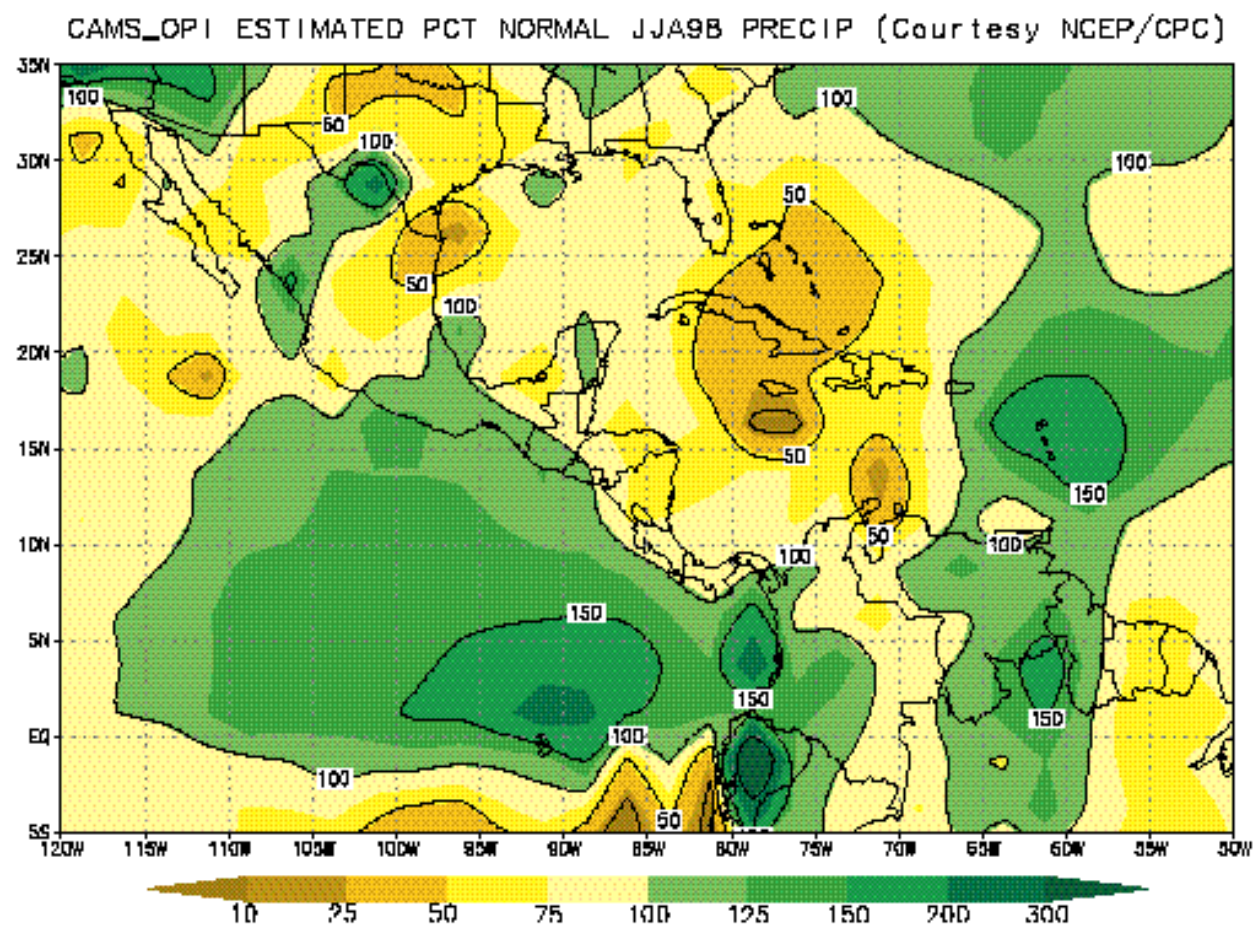 CAMS_OPI ESTIMATED PCT NORMAL JJA98 PRECIP (Courtesy NCEP/CPC)
35N
100 100
50
100
30N 100
50
25N
50
100
20N
15N 50
150
50
10N 100
100
150
5N
150
150
EQ 100
100
50
5S
120W 115W 110W 105W 100W 95W 90W 85W 80W 75W 70W 65W 60W 55W 50W
10 25 50 75 100 125 150 200 300